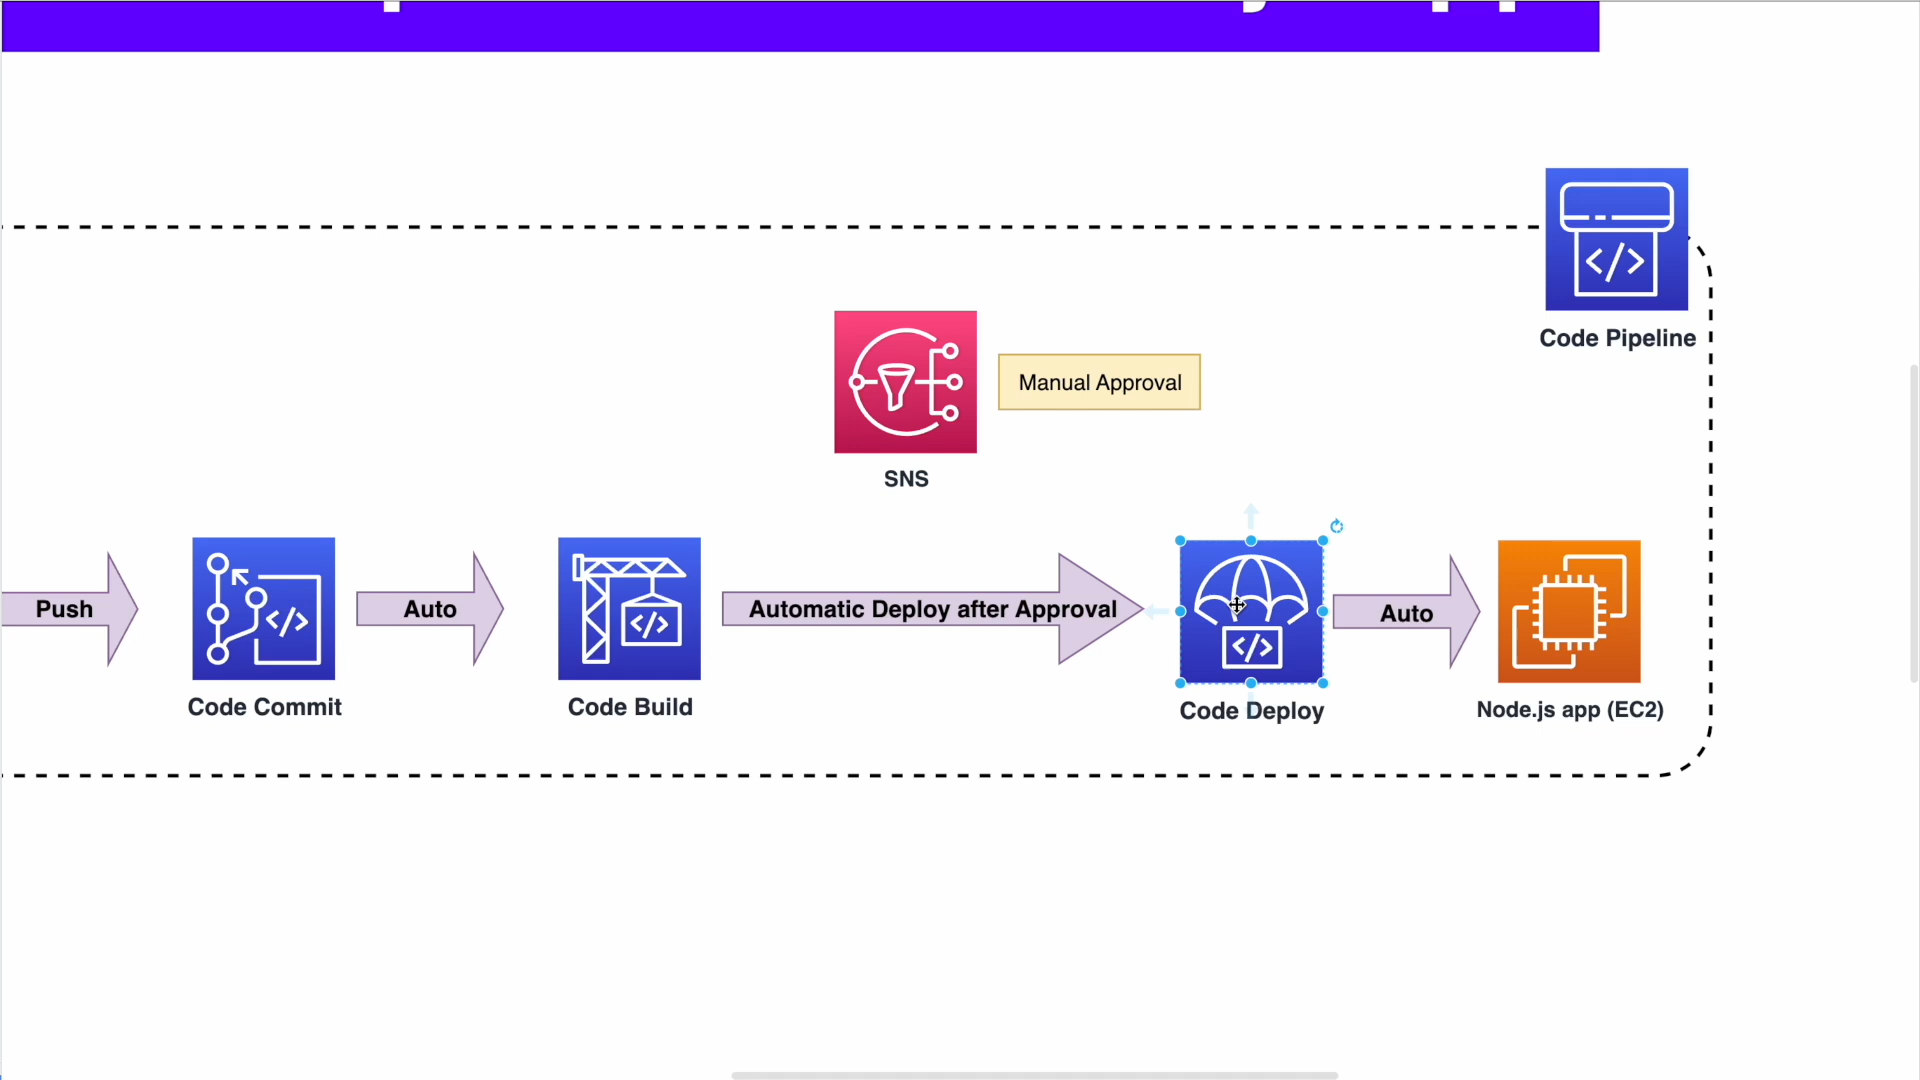 Code Pipeline
Manual Approval
SNS
Push
Auto
Automatic Deploy after Approval
Auto
Code Commit
Code Build
Code Deploy
Node.js app (EC2)